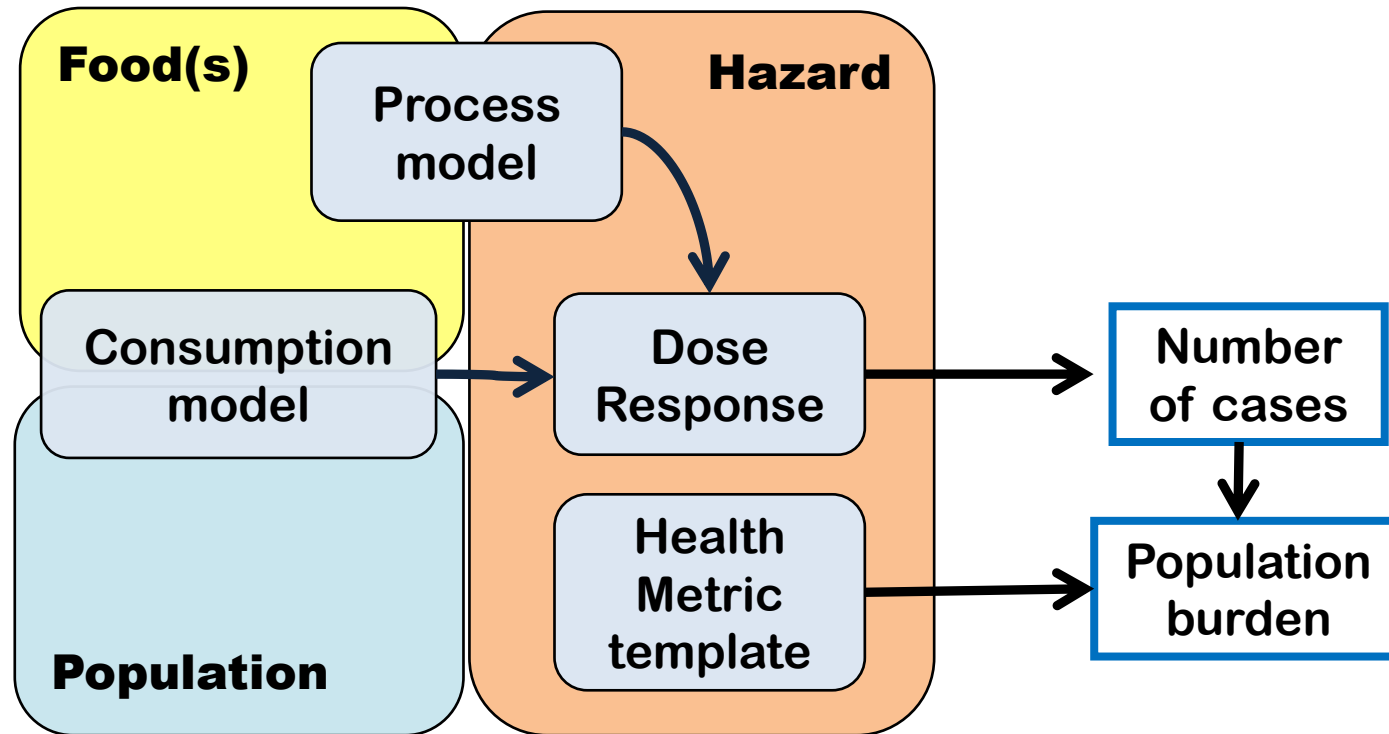 Food(s)
Process
model
Hazard
Consumption
model
Dose
Response
Number
of cases
Health
Metric
template
Population
burden
Population